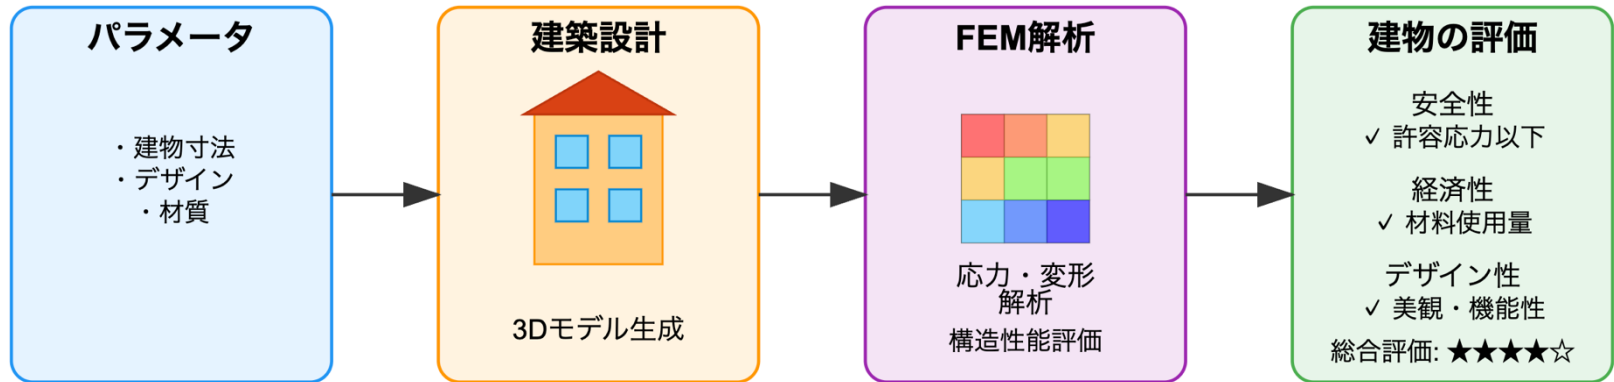 パラメータ
・建物寸法
・デザイン
・材質
建築設計
3Dモデル生成
FEM解析
応力・変形
解析
構造性能評価
建物の評価
安全性
✓ 許容応力以下
経済性
✓ 材料使用量
デザイン性
✓ 美観・機能性
総合評価: ★★★★☆